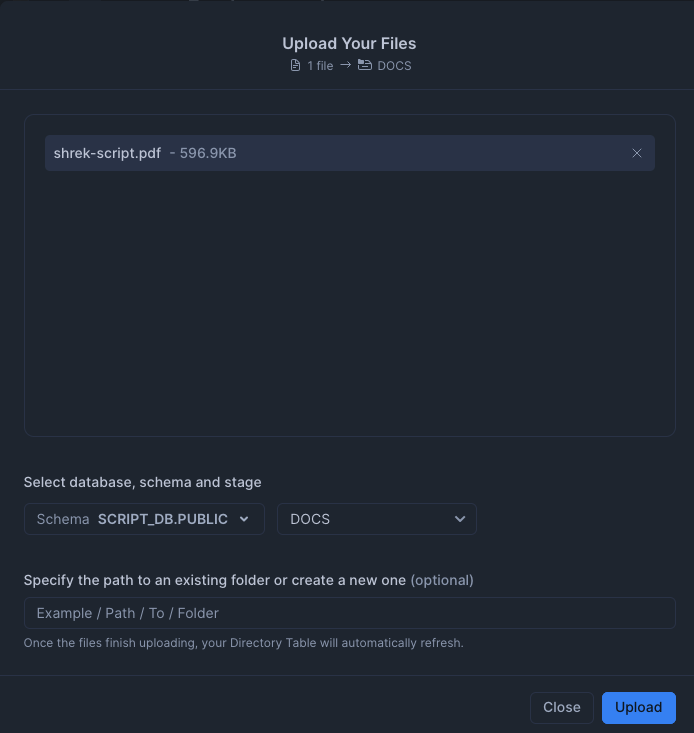 Upload Your Files
1 file → DOCS
shrek-script.pdf - 596.9KB
Select database, schema and stage
Schema SCRIPT_DB.PUBLIC DOCS
Specify the path to an existing folder or create a new one (optional)
Example / Path / To / Folder
Once the files finish uploading, your Directory Table will automatically refresh.
Close Upload